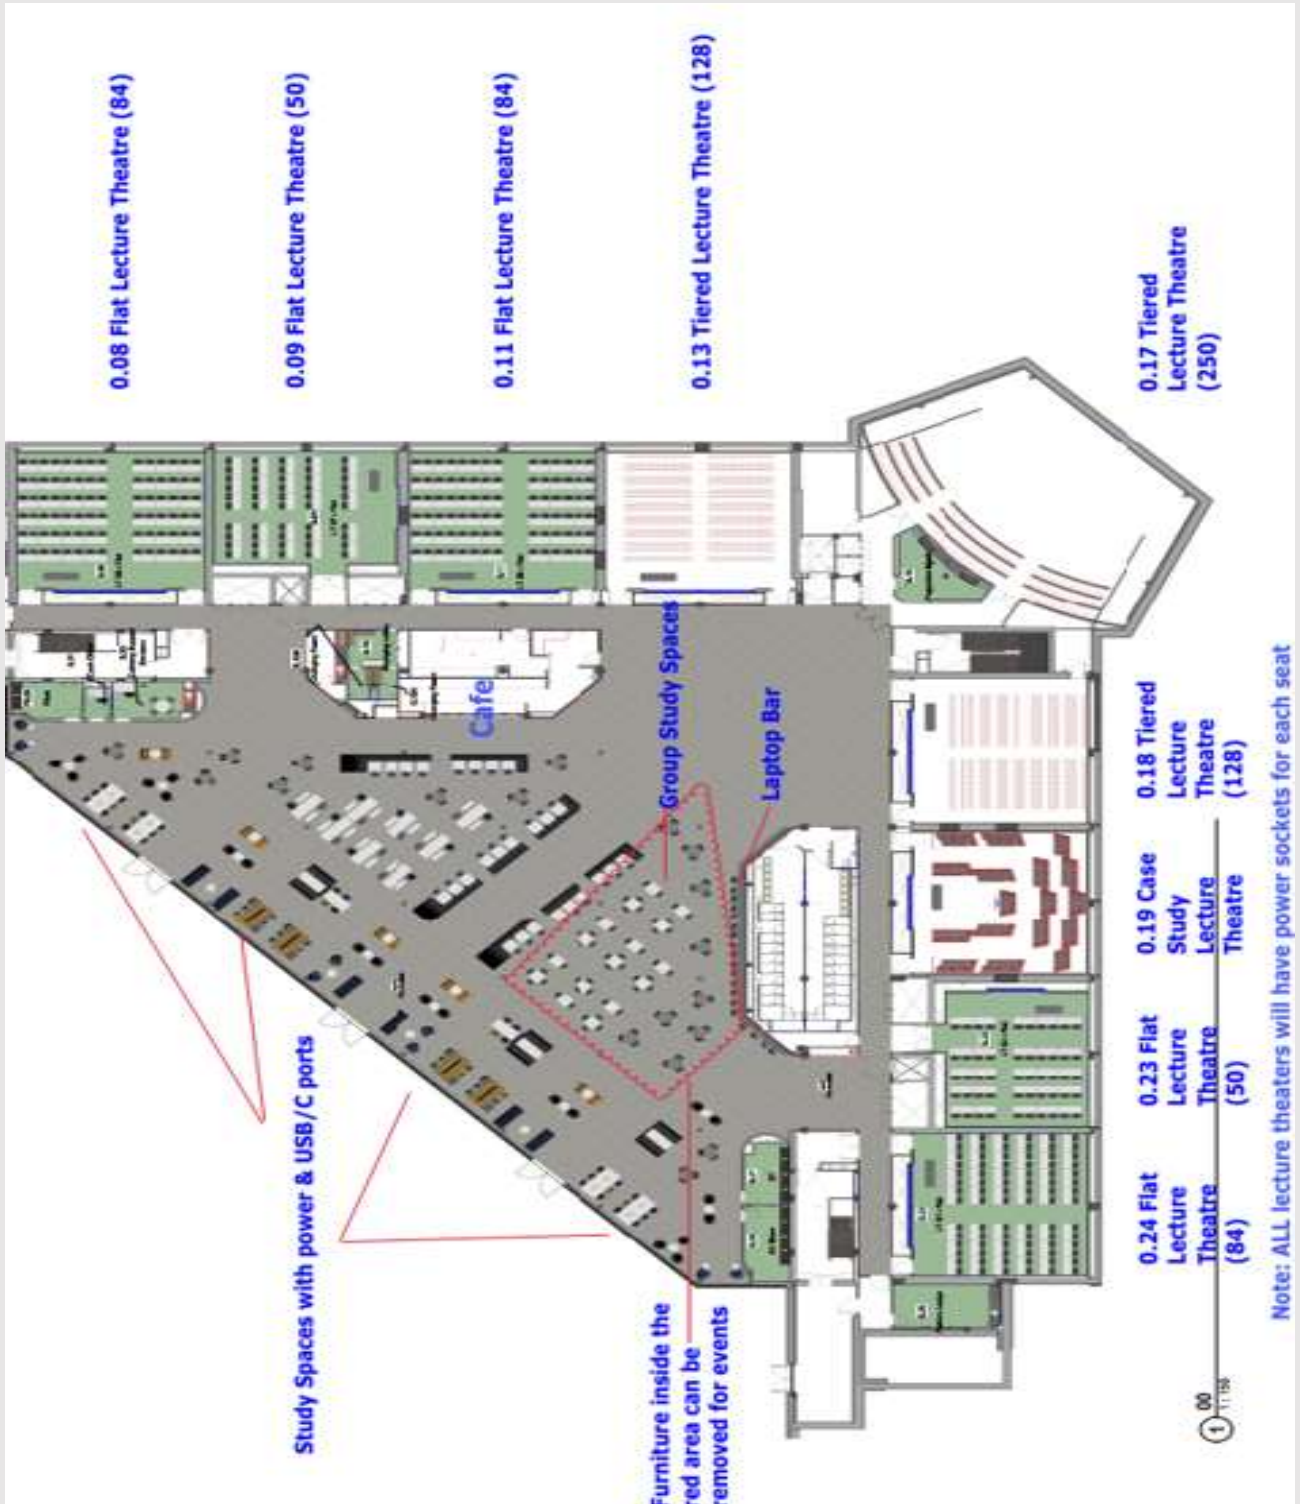 0.08 Flat Lecture Theatre (84)
0.09 Flat Lecture Theatre (50)
0.11 Flat Lecture Theatre (84)
0.13 Tiered Lecture Theatre (128)
0.17 Tiered
Lecture Theatre
(250)
Cafe
Group Study Spaces
Laptop Bar
0.18 Tiered
Lecture
Theatre
(128)
0.19 Case
Study
Lecture
Theatre
0.23 Flat
Lecture
Theatre
(50)
0.24 Flat
Lecture
Theatre
(84)
Study Spaces with power & USB/C ports
Furniture inside the
red area can be
removed for events
Note: ALL lecture theaters will have power sockets for each seat
1
00
1 : 150